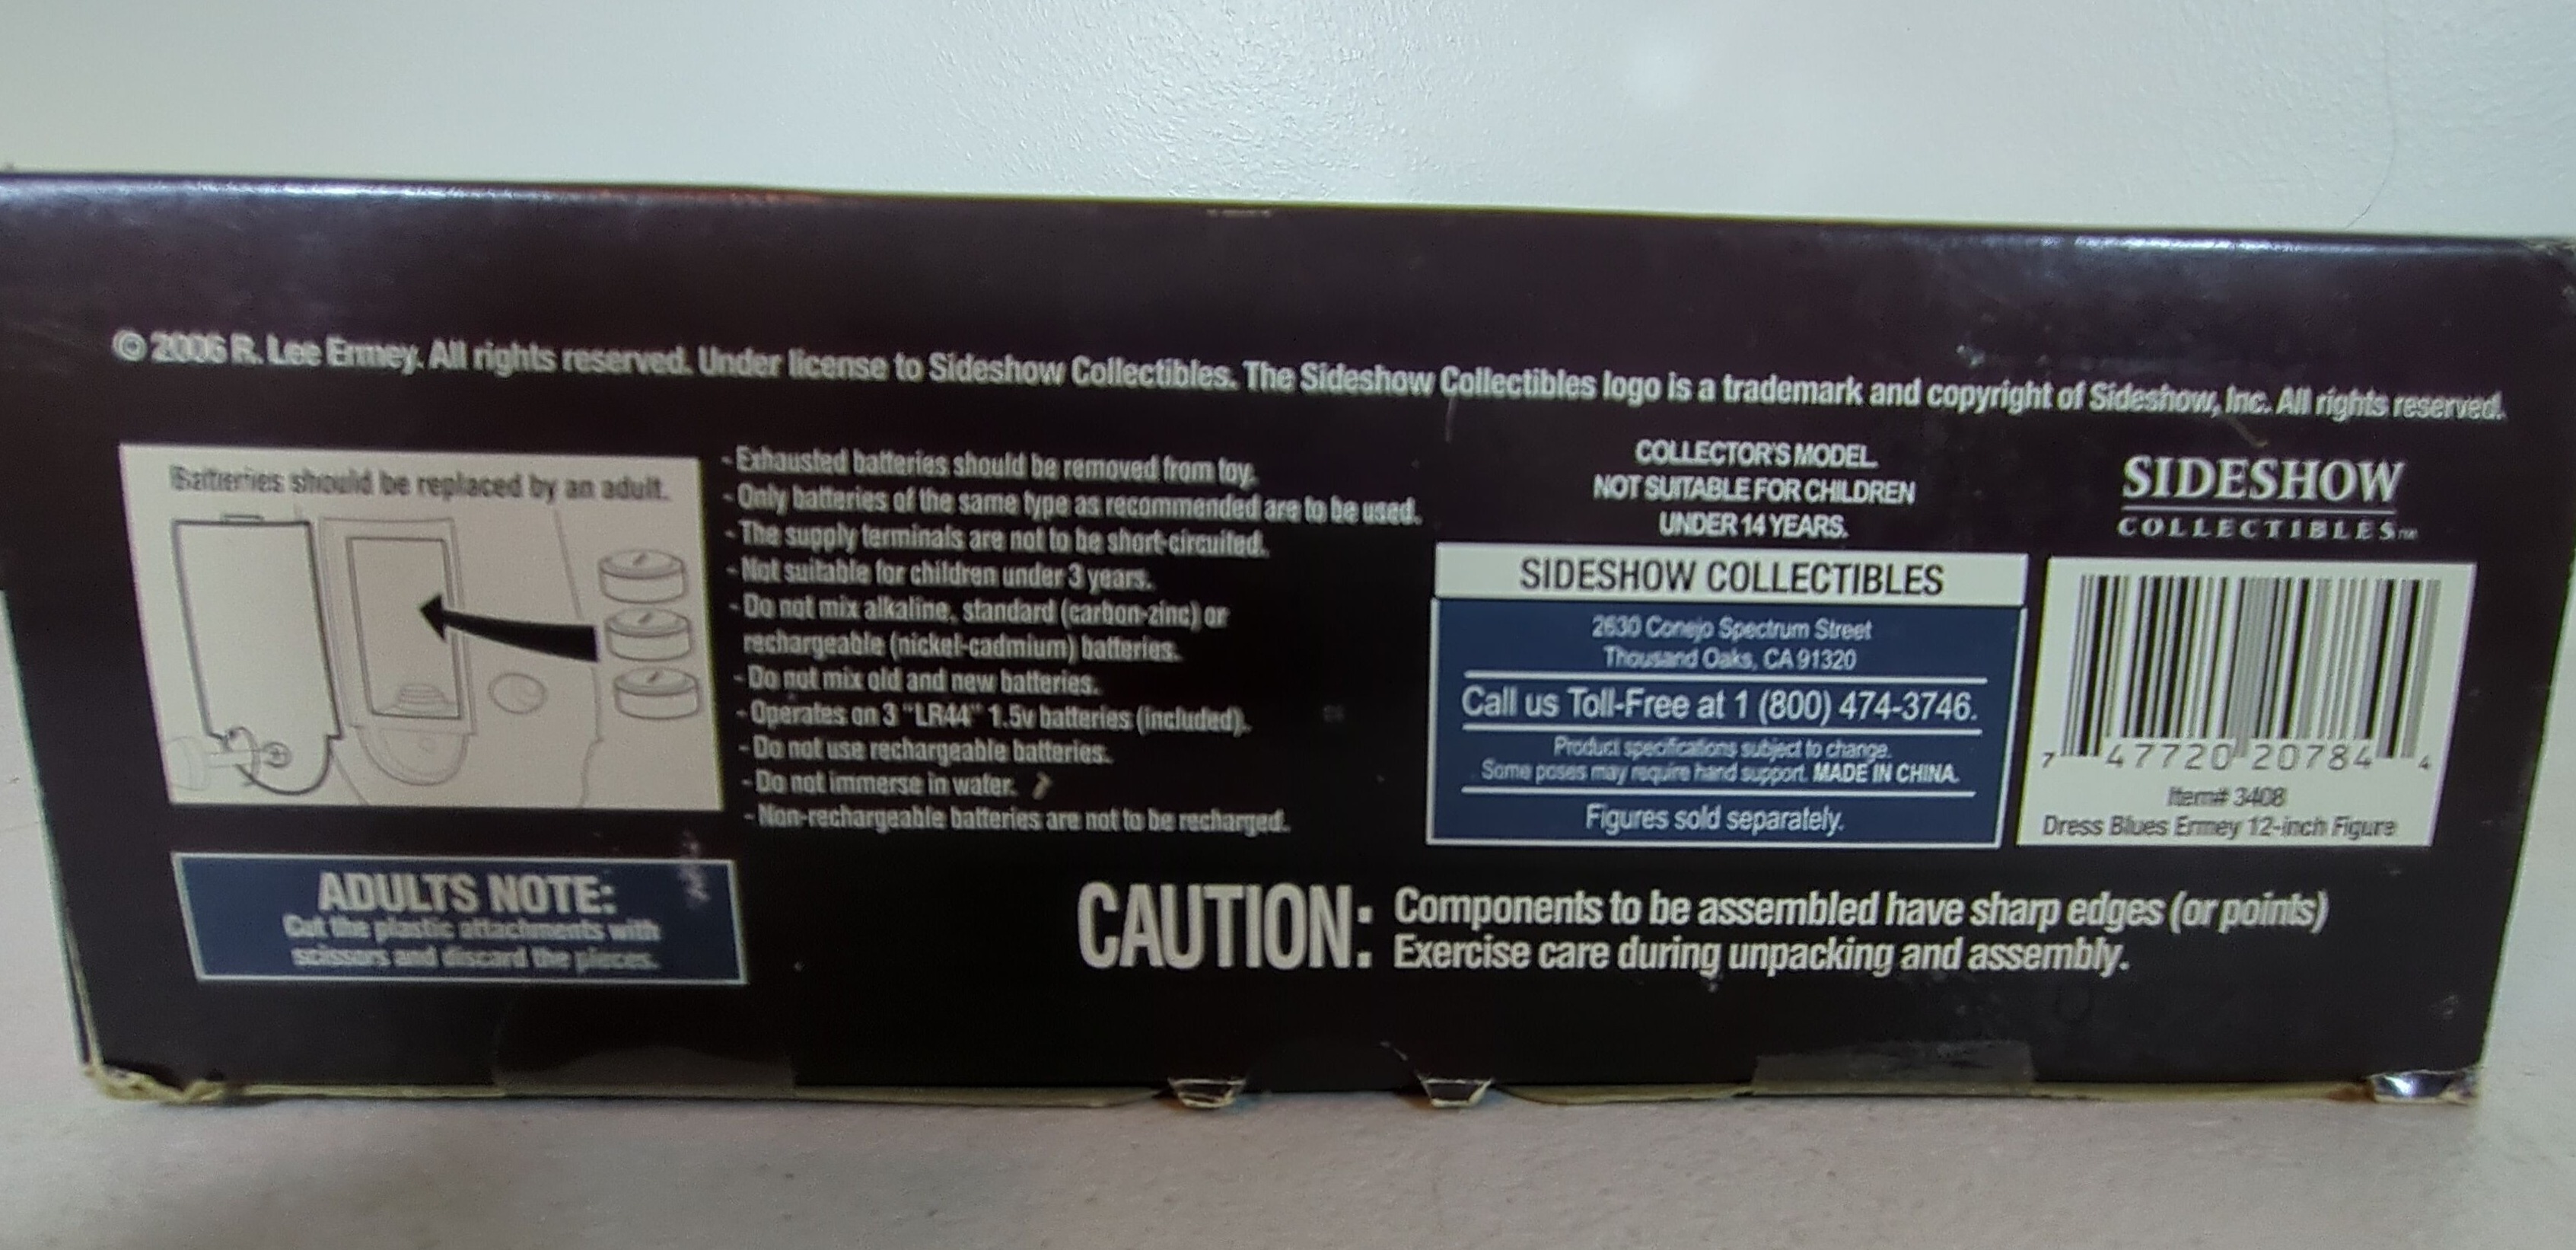 © 2006 R. Lee Ermey. All rights reserved. Under license to Sideshow Collectibles. The Sideshow Collectibles logo is a trademark and copyright of Sideshow, Inc. All rights reserved.
Batteries should be replaced by an adult.
- Exhausted batteries should be removed from toy.
- Only batteries of the same type as recommended are to be used.
- The supply terminals are not to be short-circuited.
- Not suitable for children under 3 years.
- Do not mix alkaline, standard (carbon-zinc) or
rechargeable (nickel-cadmium) batteries.
- Do not mix old and new batteries.
- Operates on 3 "LR44" 1.5v batteries (included).
- Do not use rechargeable batteries.
- Do not immerse in water.
- Non-rechargeable batteries are not to be recharged.
COLLECTOR'S MODEL
NOT SUITABLE FOR CHILDREN
UNDER 14 YEARS.
SIDESHOW COLLECTIBLES
2630 Conejo Spectrum Street
Thousand Oaks, CA 91320
Call us Toll-Free at 1 (800) 474-3746.
Product specifications subject to change.
Some poses may require hand support. MADE IN CHINA.
Figures sold separately.
SIDESHOW
COLLECTIBLES™
7 47720 20784 4
Item# 3408
Dress Blues Ermey 12-inch Figure
ADULTS NOTE:
Cut the plastic attachments with
scissors and discard the pieces.
CAUTION: Components to be assembled have sharp edges (or points)
Exercise care during unpacking and assembly.